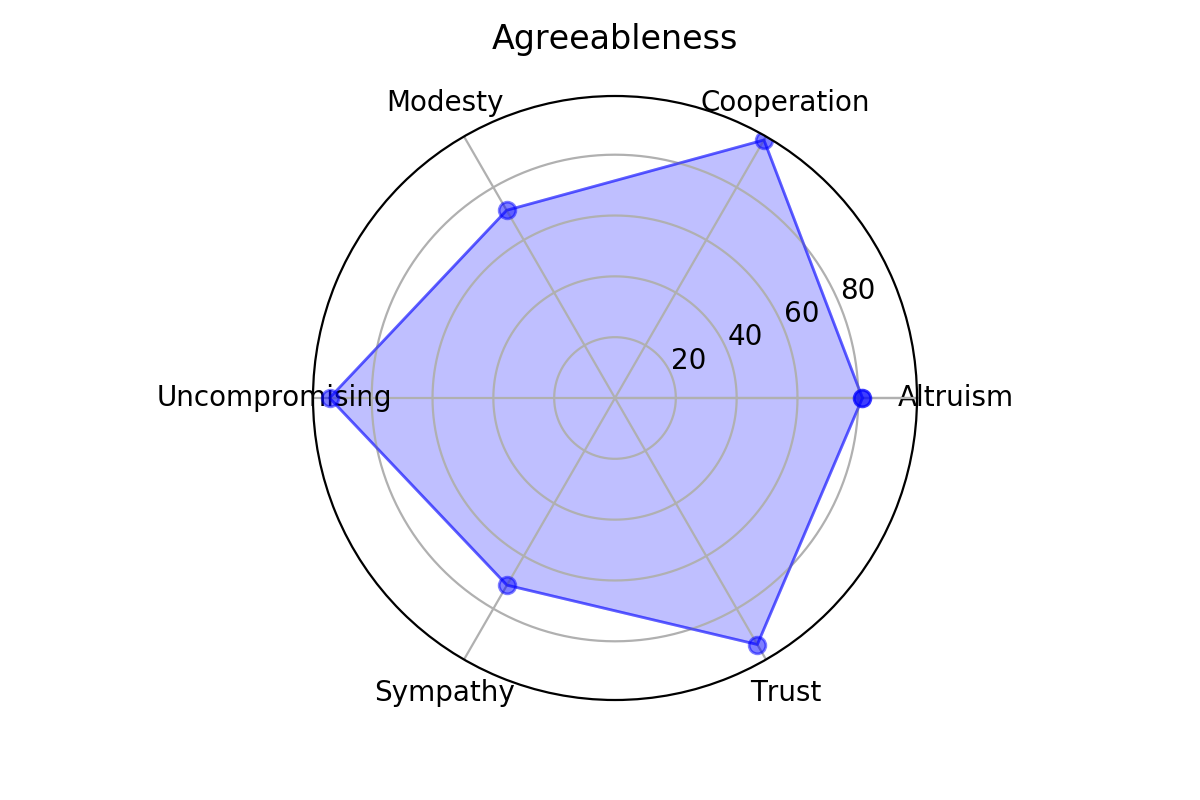 Agreeableness
Modesty
Cooperation
80
60
40
20
Uncompromising
Altruism
Sympathy
Trust